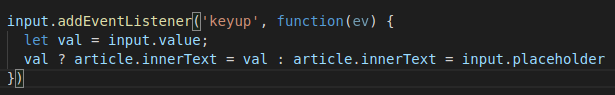 input.addEventListener('keyup', function(ev) {
  let val = input.value;
  val ? article.innerText = val : article.innerText = input.placeholder
})